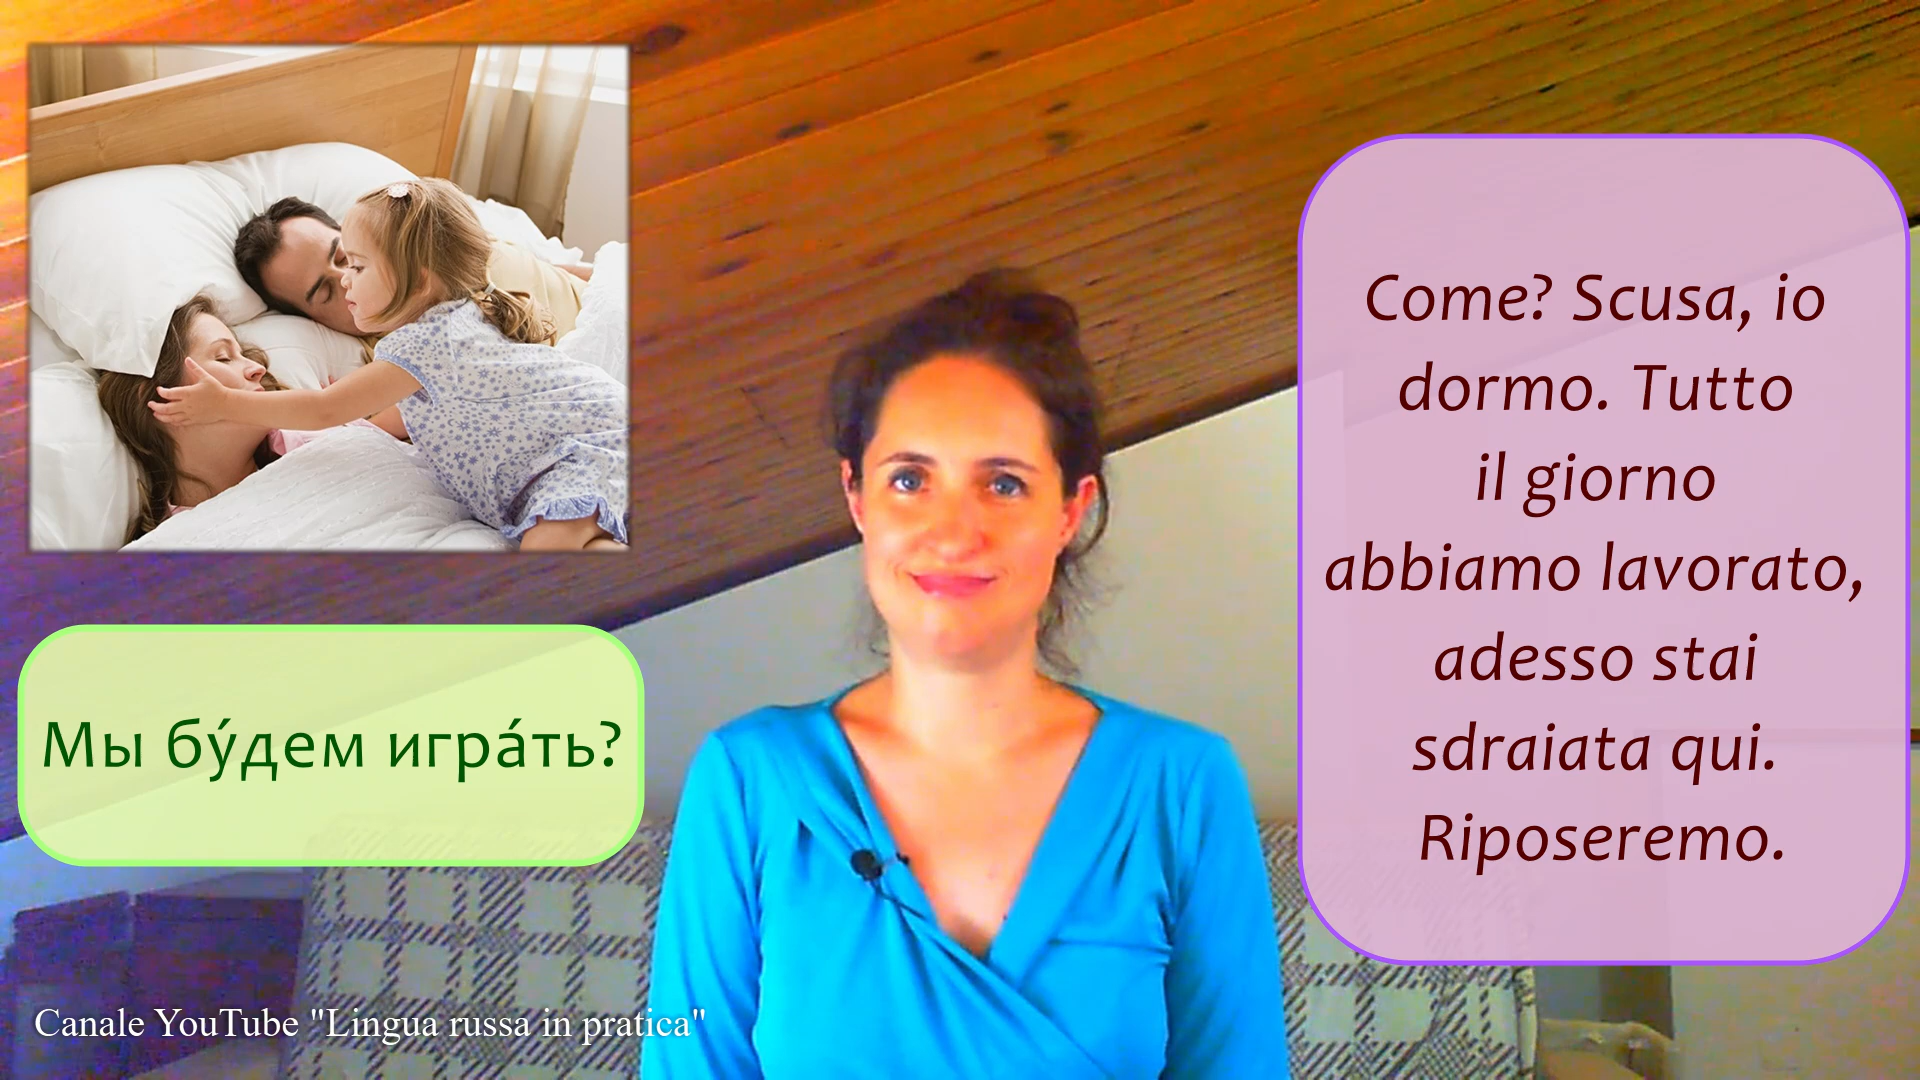 Мы бу́дем игра́ть?
Come? Scusa, io
dormo. Tutto
il giorno
abbiamo lavorato,
adesso stai
sdraiata qui.
Riposeremo.
Canale YouTube "Lingua russa in pratica"